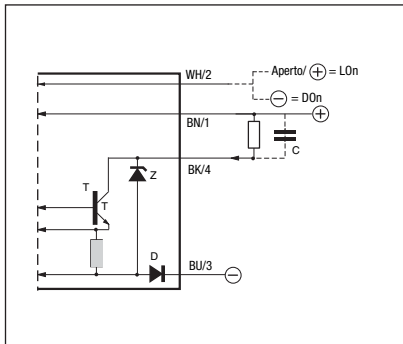 WH/2
Aperto/ ⊕ = LOn
⊖ = DOn
BN/1
⊕
C
BK/4
Z
T
T
D
BU/3
⊖